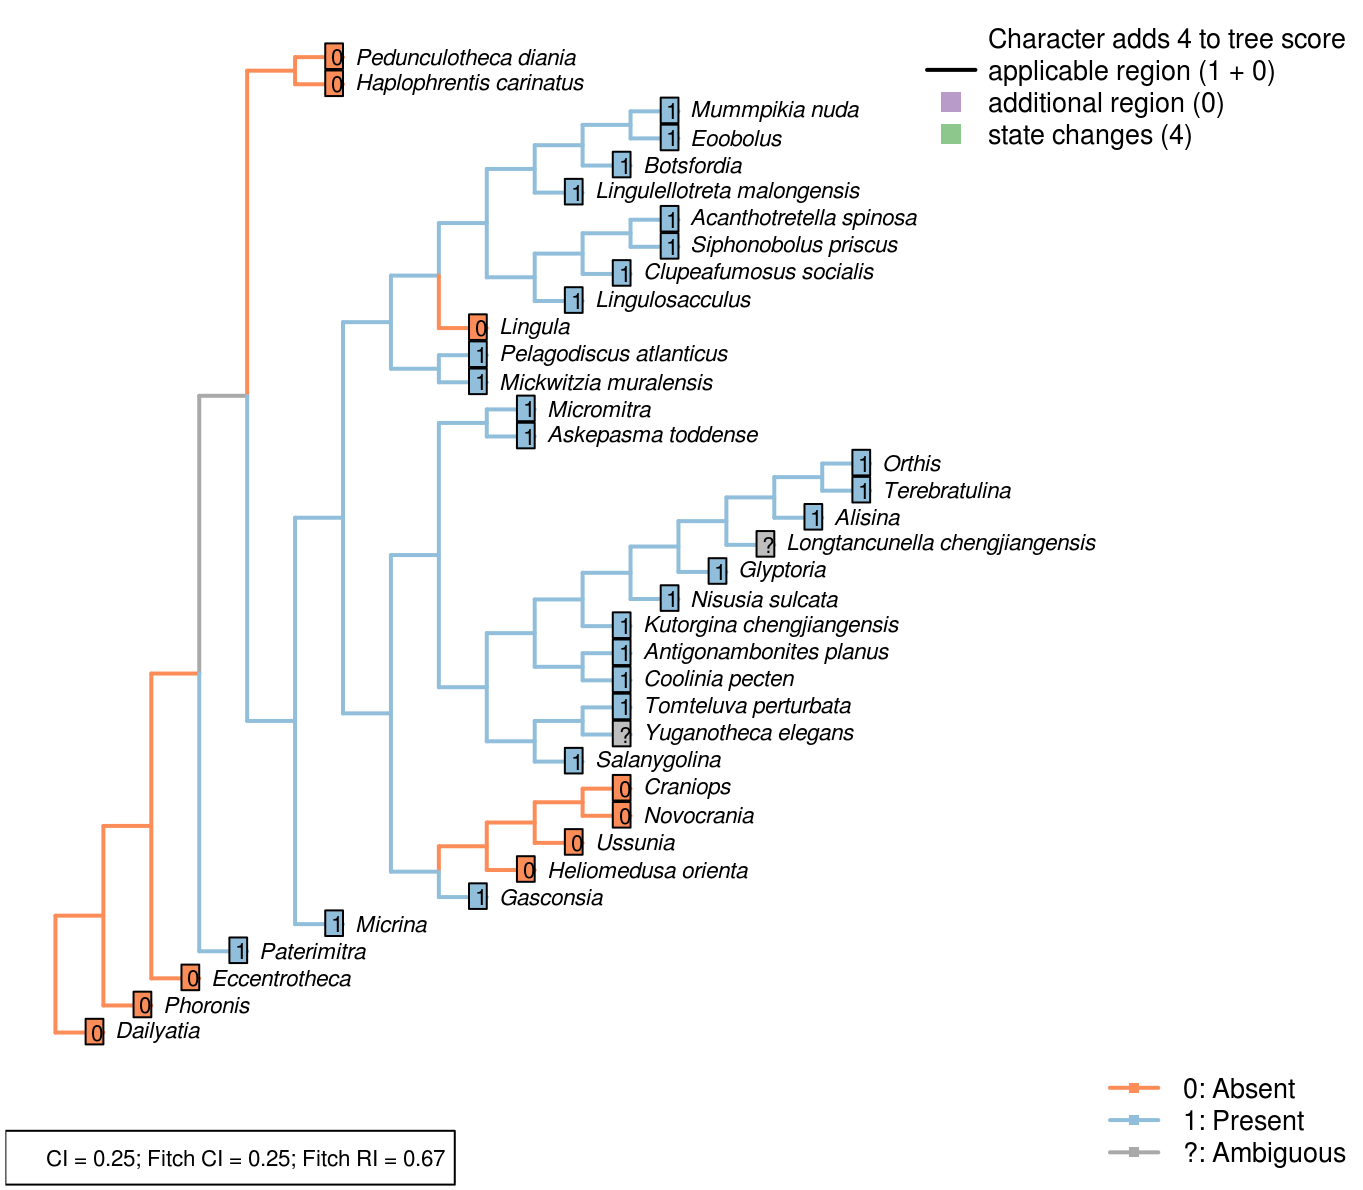 Character adds 4 to tree score
applicable region (1 + 0)
additional region (0)
state changes (4)
0 Pedunculotheca diania
0 Haplophrentis carinatus
1 Mummpikia nuda
1 Eoobolus
1 Botsfordia
1 Lingulellotreta malongensis
1 Acanthotretella spinosa
1 Siphonobolus priscus
1 Clupeafumosus socialis
1 Lingulosacculus
0 Lingula
1 Pelagodiscus atlanticus
1 Mickwitzia muralensis
1 Micromitra
1 Askepasma toddense
1 Orthis
1 Terebratulina
1 Alisina
? Longtancunella chengjiangensis
1 Glyptoria
1 Nisusia sulcata
1 Kutorgina chengjiangensis
1 Antigonambonites planus
1 Coolinia pecten
1 Tomteluva perturbata
? Yuganotheca elegans
1 Salanygolina
0 Craniops
0 Novocrania
0 Ussunia
0 Heliomedusa orienta
1 Gasconsia
1 Micrina
1 Paterimitra
0 Eccentrotheca
0 Phoronis
0 Dailyatia
0: Absent
1: Present
?: Ambiguous
CI = 0.25; Fitch CI = 0.25; Fitch RI = 0.67